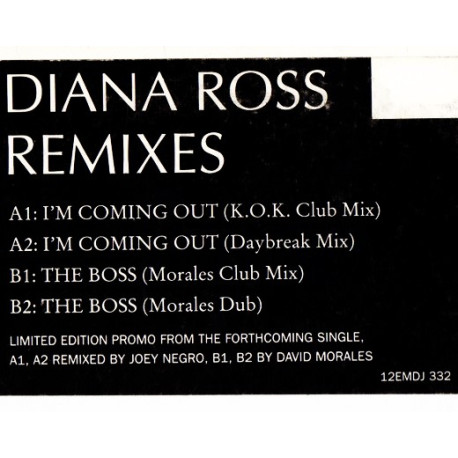 DIANA ROSS
REMIXES
A1: I'M COMING OUT (K.O.K. Club Mix)
A2: I'M COMING OUT (Daybreak Mix)
B1: THE BOSS (Morales Club Mix)
B2: THE BOSS (Morales Dub)
LIMITED EDITION PROMO FROM THE FORTHCOMING SINGLE,
A1, A2 REMIXED BY JOEY NEGRO, B1, B2 BY DAVID MORALES
12EMDJ 332